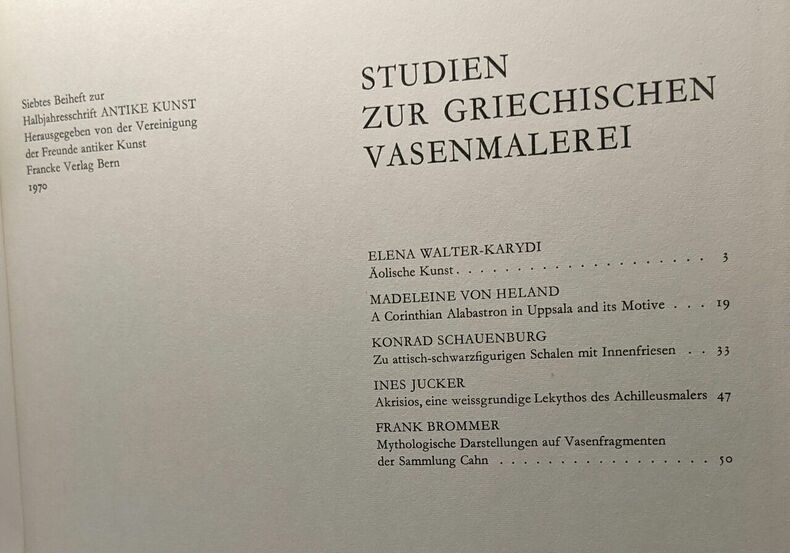 Siebtes Beiheft zur
Halbjahresschrift ANTIKE KUNST
Herausgegeben von der Vereinigung
der Freunde antiker Kunst
Francke Verlag Bern
1970
STUDIEN
ZUR GRIECHISCHEN
VASENMALEREI
ELENA WALTER-KARYDI
Äolische Kunst . . . . . . . . . . . . . . . . . . . . 3
MADELEINE VON HELAND
A Corinthian Alabastron in Uppsala and its Motive . . . 19
KONRAD SCHAUENBURG
Zu attisch-schwarzfigurigen Schalen mit Innenfriesen . . 33
INES JUCKER
Akrisios, eine weissgrundige Lekythos des Achilleusmalers 47
FRANK BROMMER
Mythologische Darstellungen auf Vasenfragmenten
der Sammlung Cahn . . . . . . . . . . . . . . . . . 50